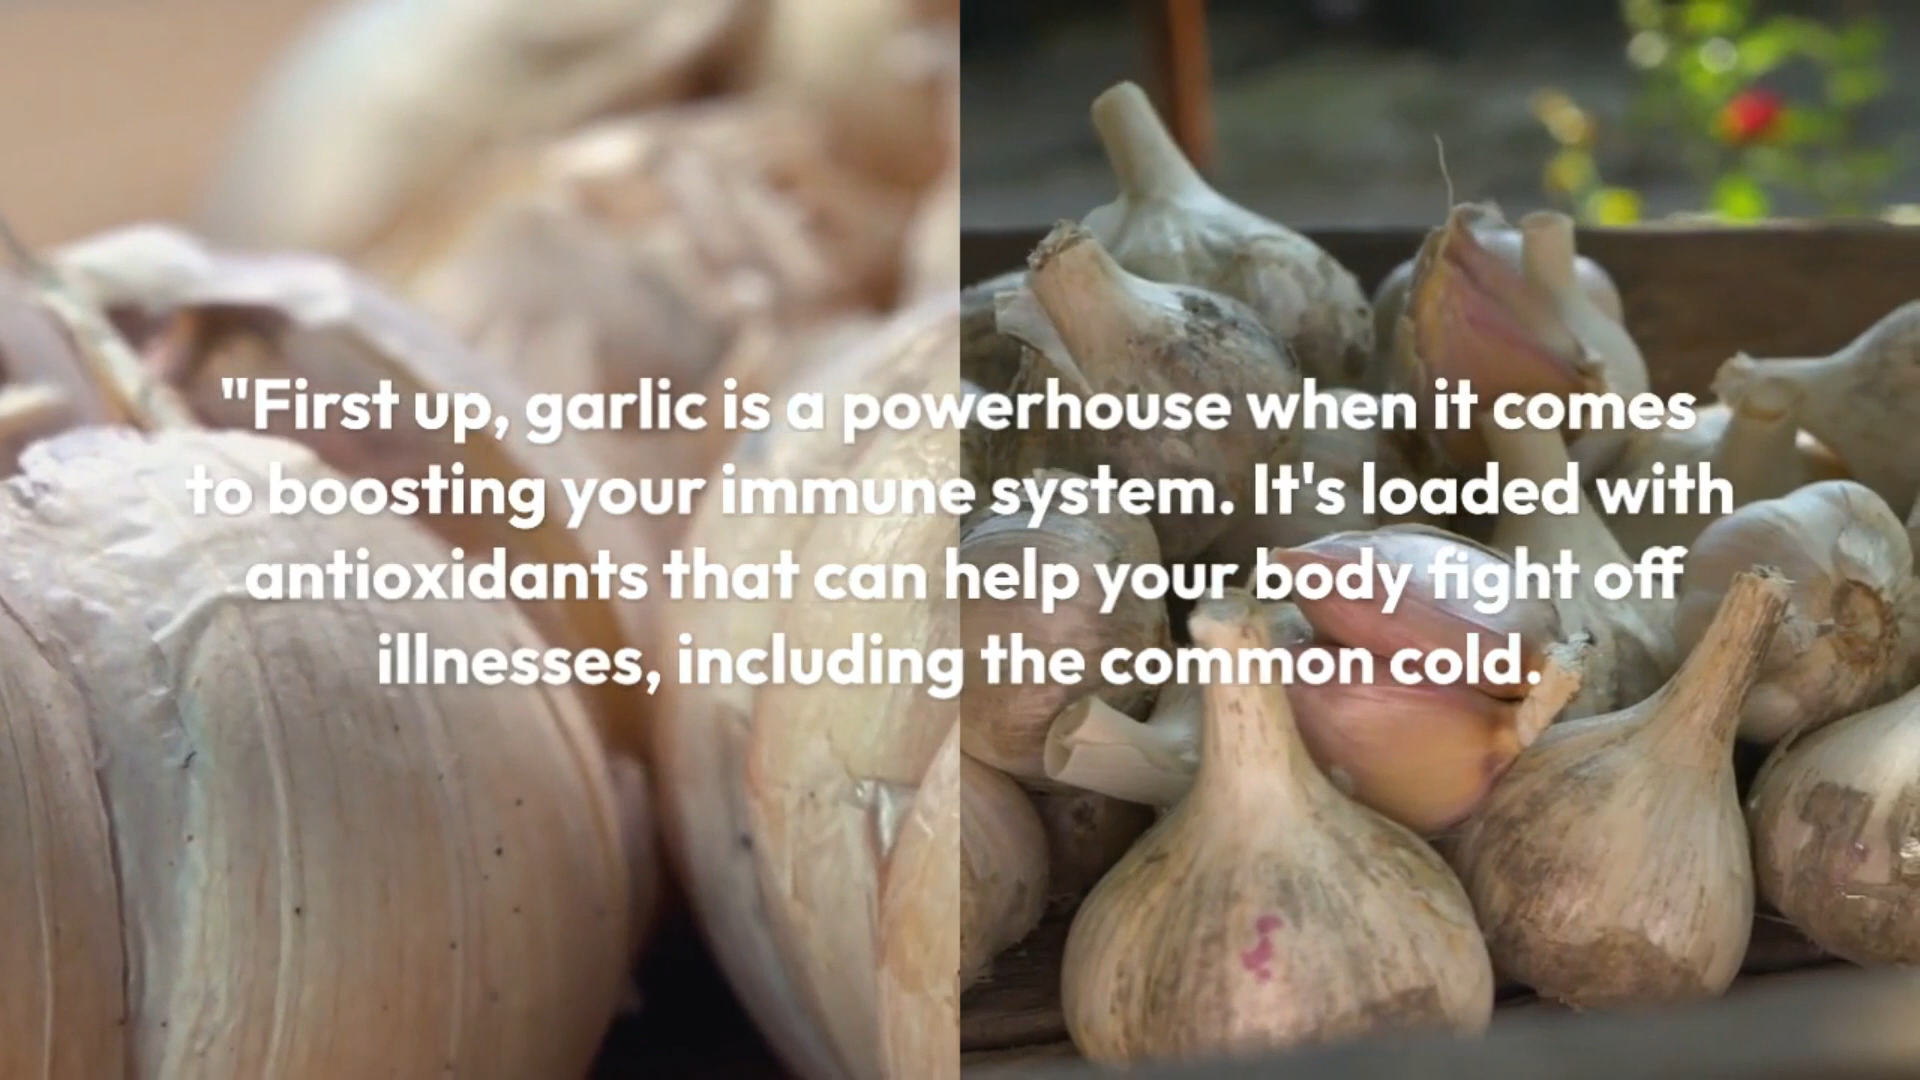 "First up, garlic is a powerhouse when it comes
to boosting your immune system. It's loaded with
antioxidants that can help your body fight off
illnesses, including the common cold.